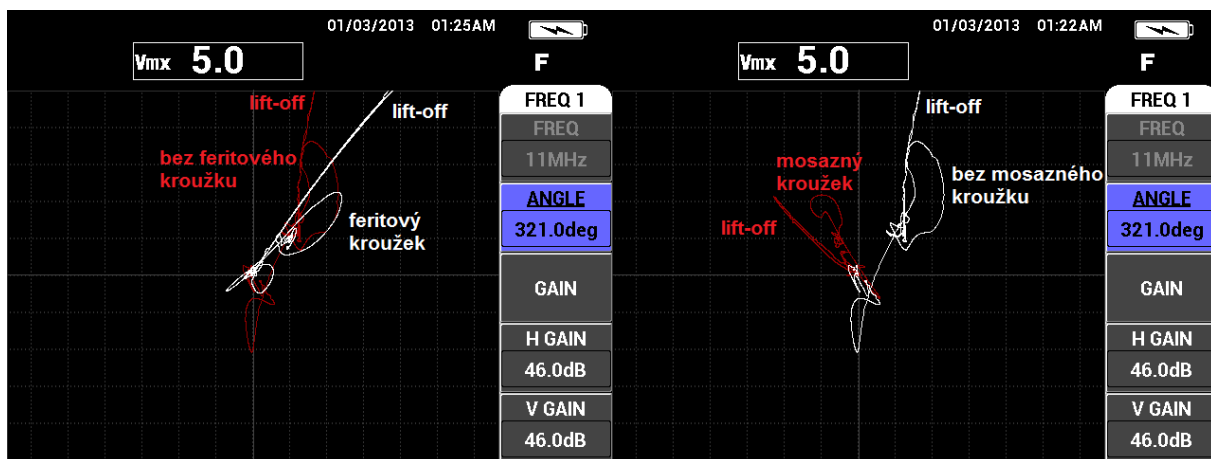 01/03/2013 01:25AM
Vmx 5.0
F
lift-off
lift-off
bez feritového
kroužku
feritový
kroužek
FREQ 1
FREQ
11MHz
ANGLE
321.0deg
GAIN
H GAIN
46.0dB
V GAIN
46.0dB
01/03/2013 01:22AM
Vmx 5.0
F
lift-off
mosazný
kroužek
bez mosazného
kroužku
lift-off
FREQ 1
FREQ
11MHz
ANGLE
321.0deg
GAIN
H GAIN
46.0dB
V GAIN
46.0dB